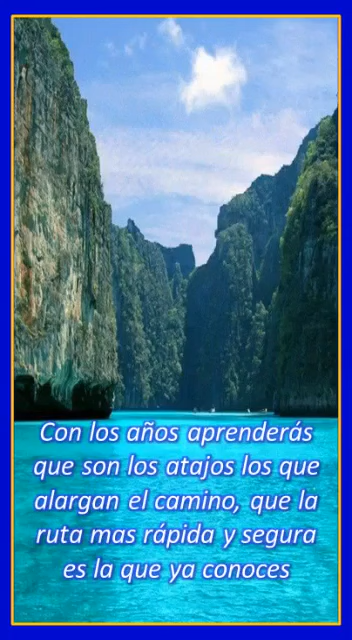 Con los años aprenderás
que son los atajos los que
alargan el camino, que la
ruta mas rápida y segura
es la que ya conoces